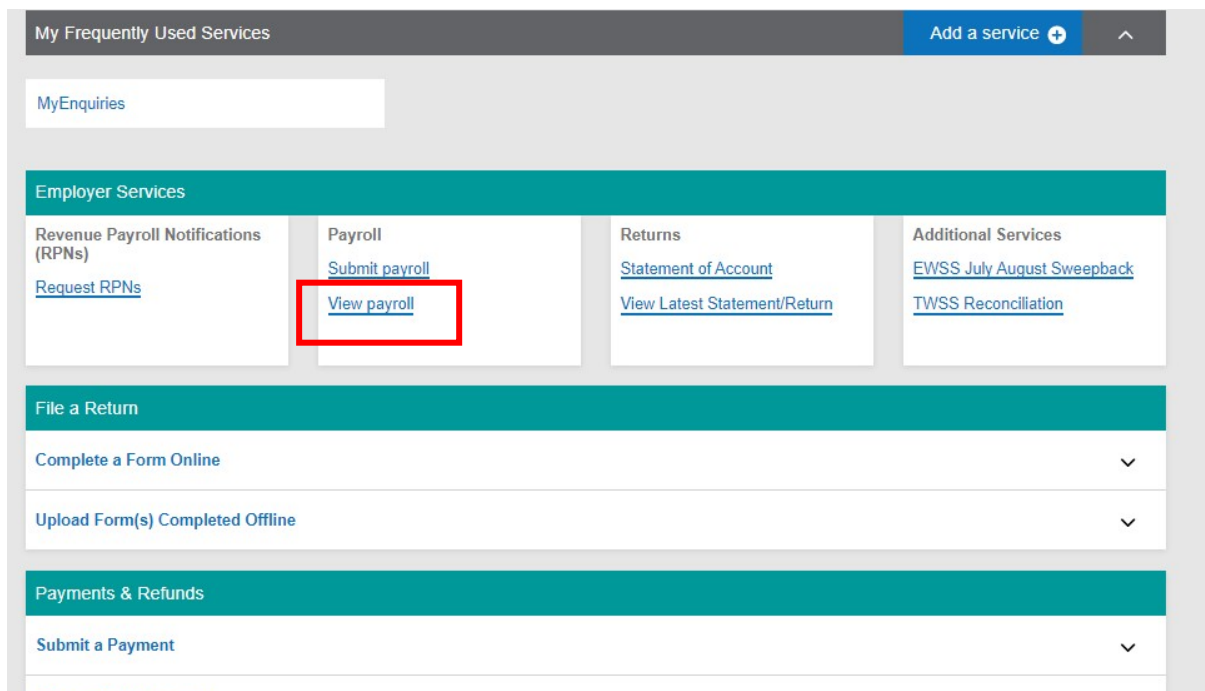 My Frequently Used Services
Add a service
MyEnquiries
Employer Services
Revenue Payroll Notifications
(RPNs)
Request RPNs
Payroll
Submit payroll
View payroll
Returns
Statement of Account
View Latest Statement/Return
Additional Services
EWSS July August Sweepback
TWSS Reconciliation
File a Return
Complete a Form Online
Upload Form(s) Completed Offline
Payments & Refunds
Submit a Payment